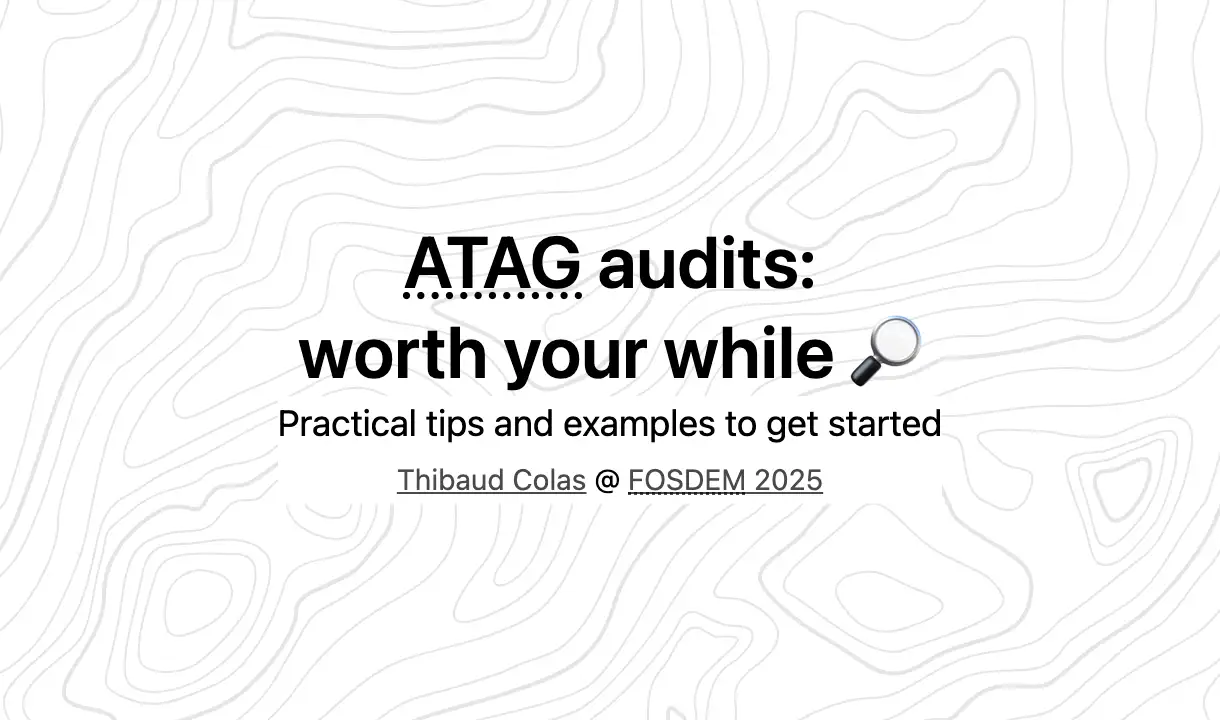 ATAG audits:
worth your while 🔍
Practical tips and examples to get started
Thibaud Colas @ FOSDEM 2025